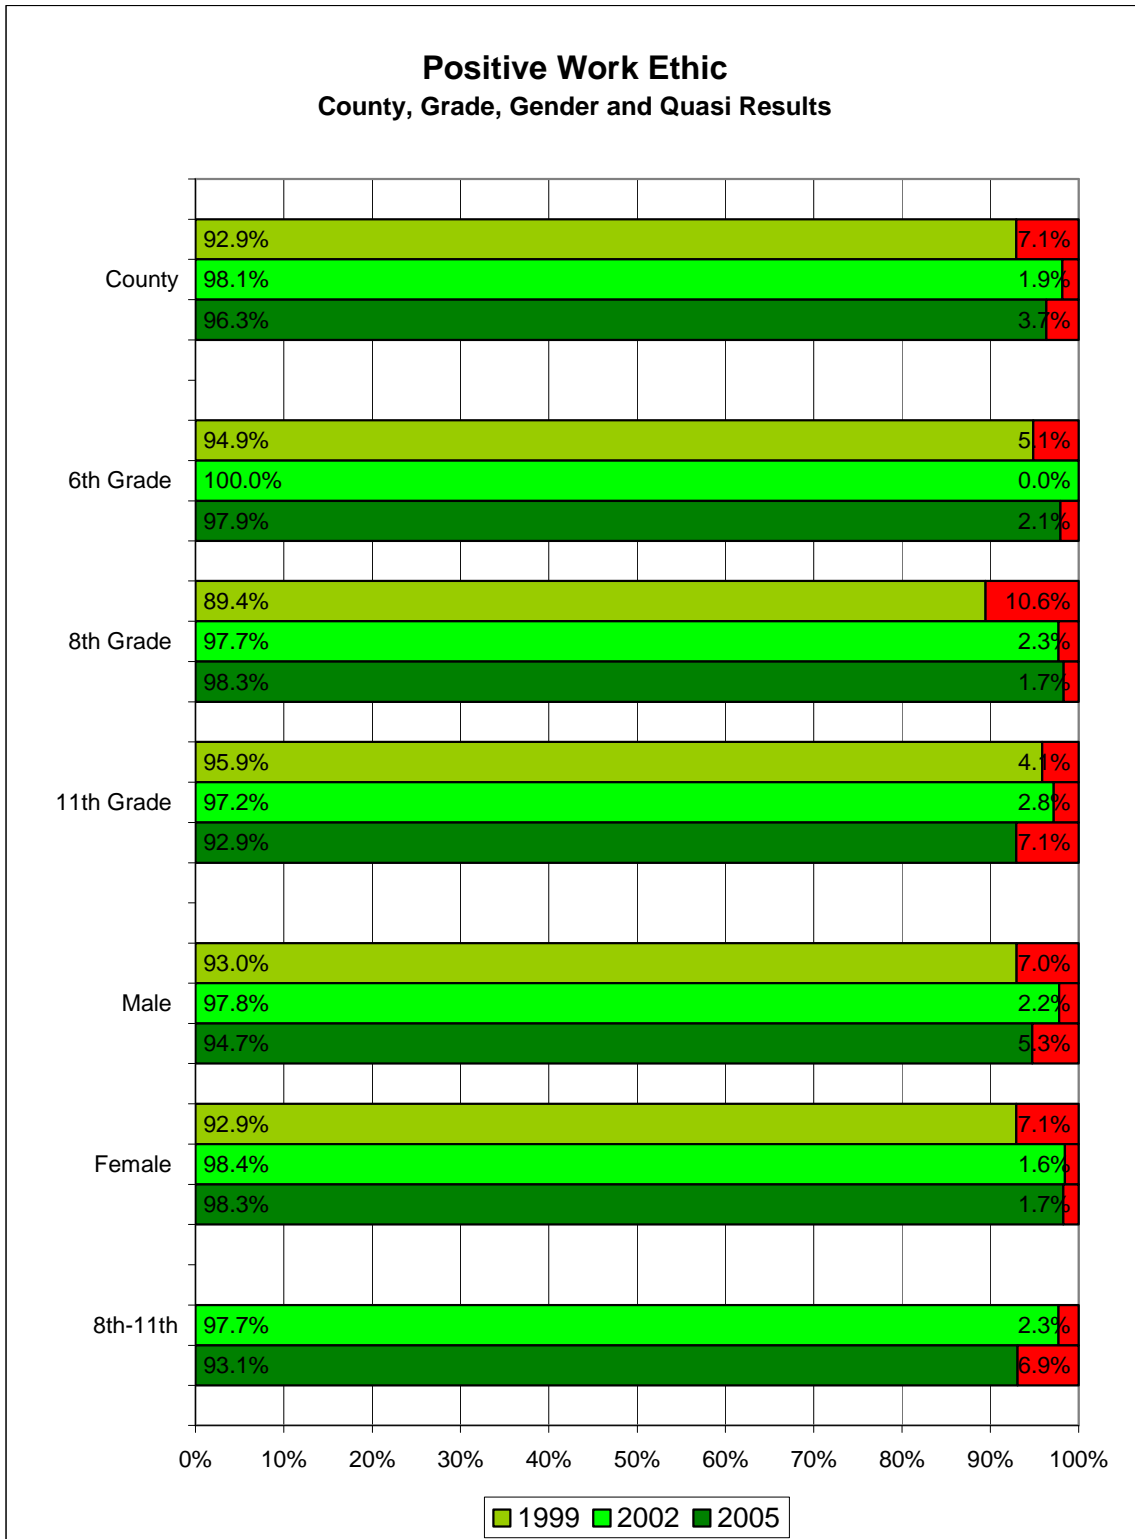 Positive Work Ethic
County, Grade, Gender and Quasi Results
92.9% 7.1%
County 98.1% 1.9%
96.3% 3.7%
94.9% 5.1%
6th Grade 100.0% 0.0%
97.9% 2.1%
89.4% 10.6%
8th Grade 97.7% 2.3%
98.3% 1.7%
95.9% 4.1%
11th Grade 97.2% 2.8%
92.9% 7.1%
93.0% 7.0%
Male 97.8% 2.2%
94.7% 5.3%
92.9% 7.1%
Female 98.4% 1.6%
98.3% 1.7%
8th-11th 97.7% 2.3%
93.1% 6.9%
0% 10% 20% 30% 40% 50% 60% 70% 80% 90% 100%
1999 2002 2005